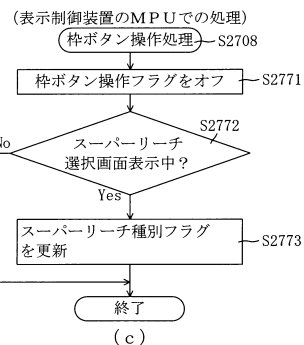 (表示制御装置のMPUでの処理)
枠ボタン操作処理 S2708
枠ボタン操作フラグをオフ S2771
S2772
No スーパーリーチ
選択画面表示中?
Yes
スーパーリーチ種別フラグ
を更新 S2773
終了
(c)